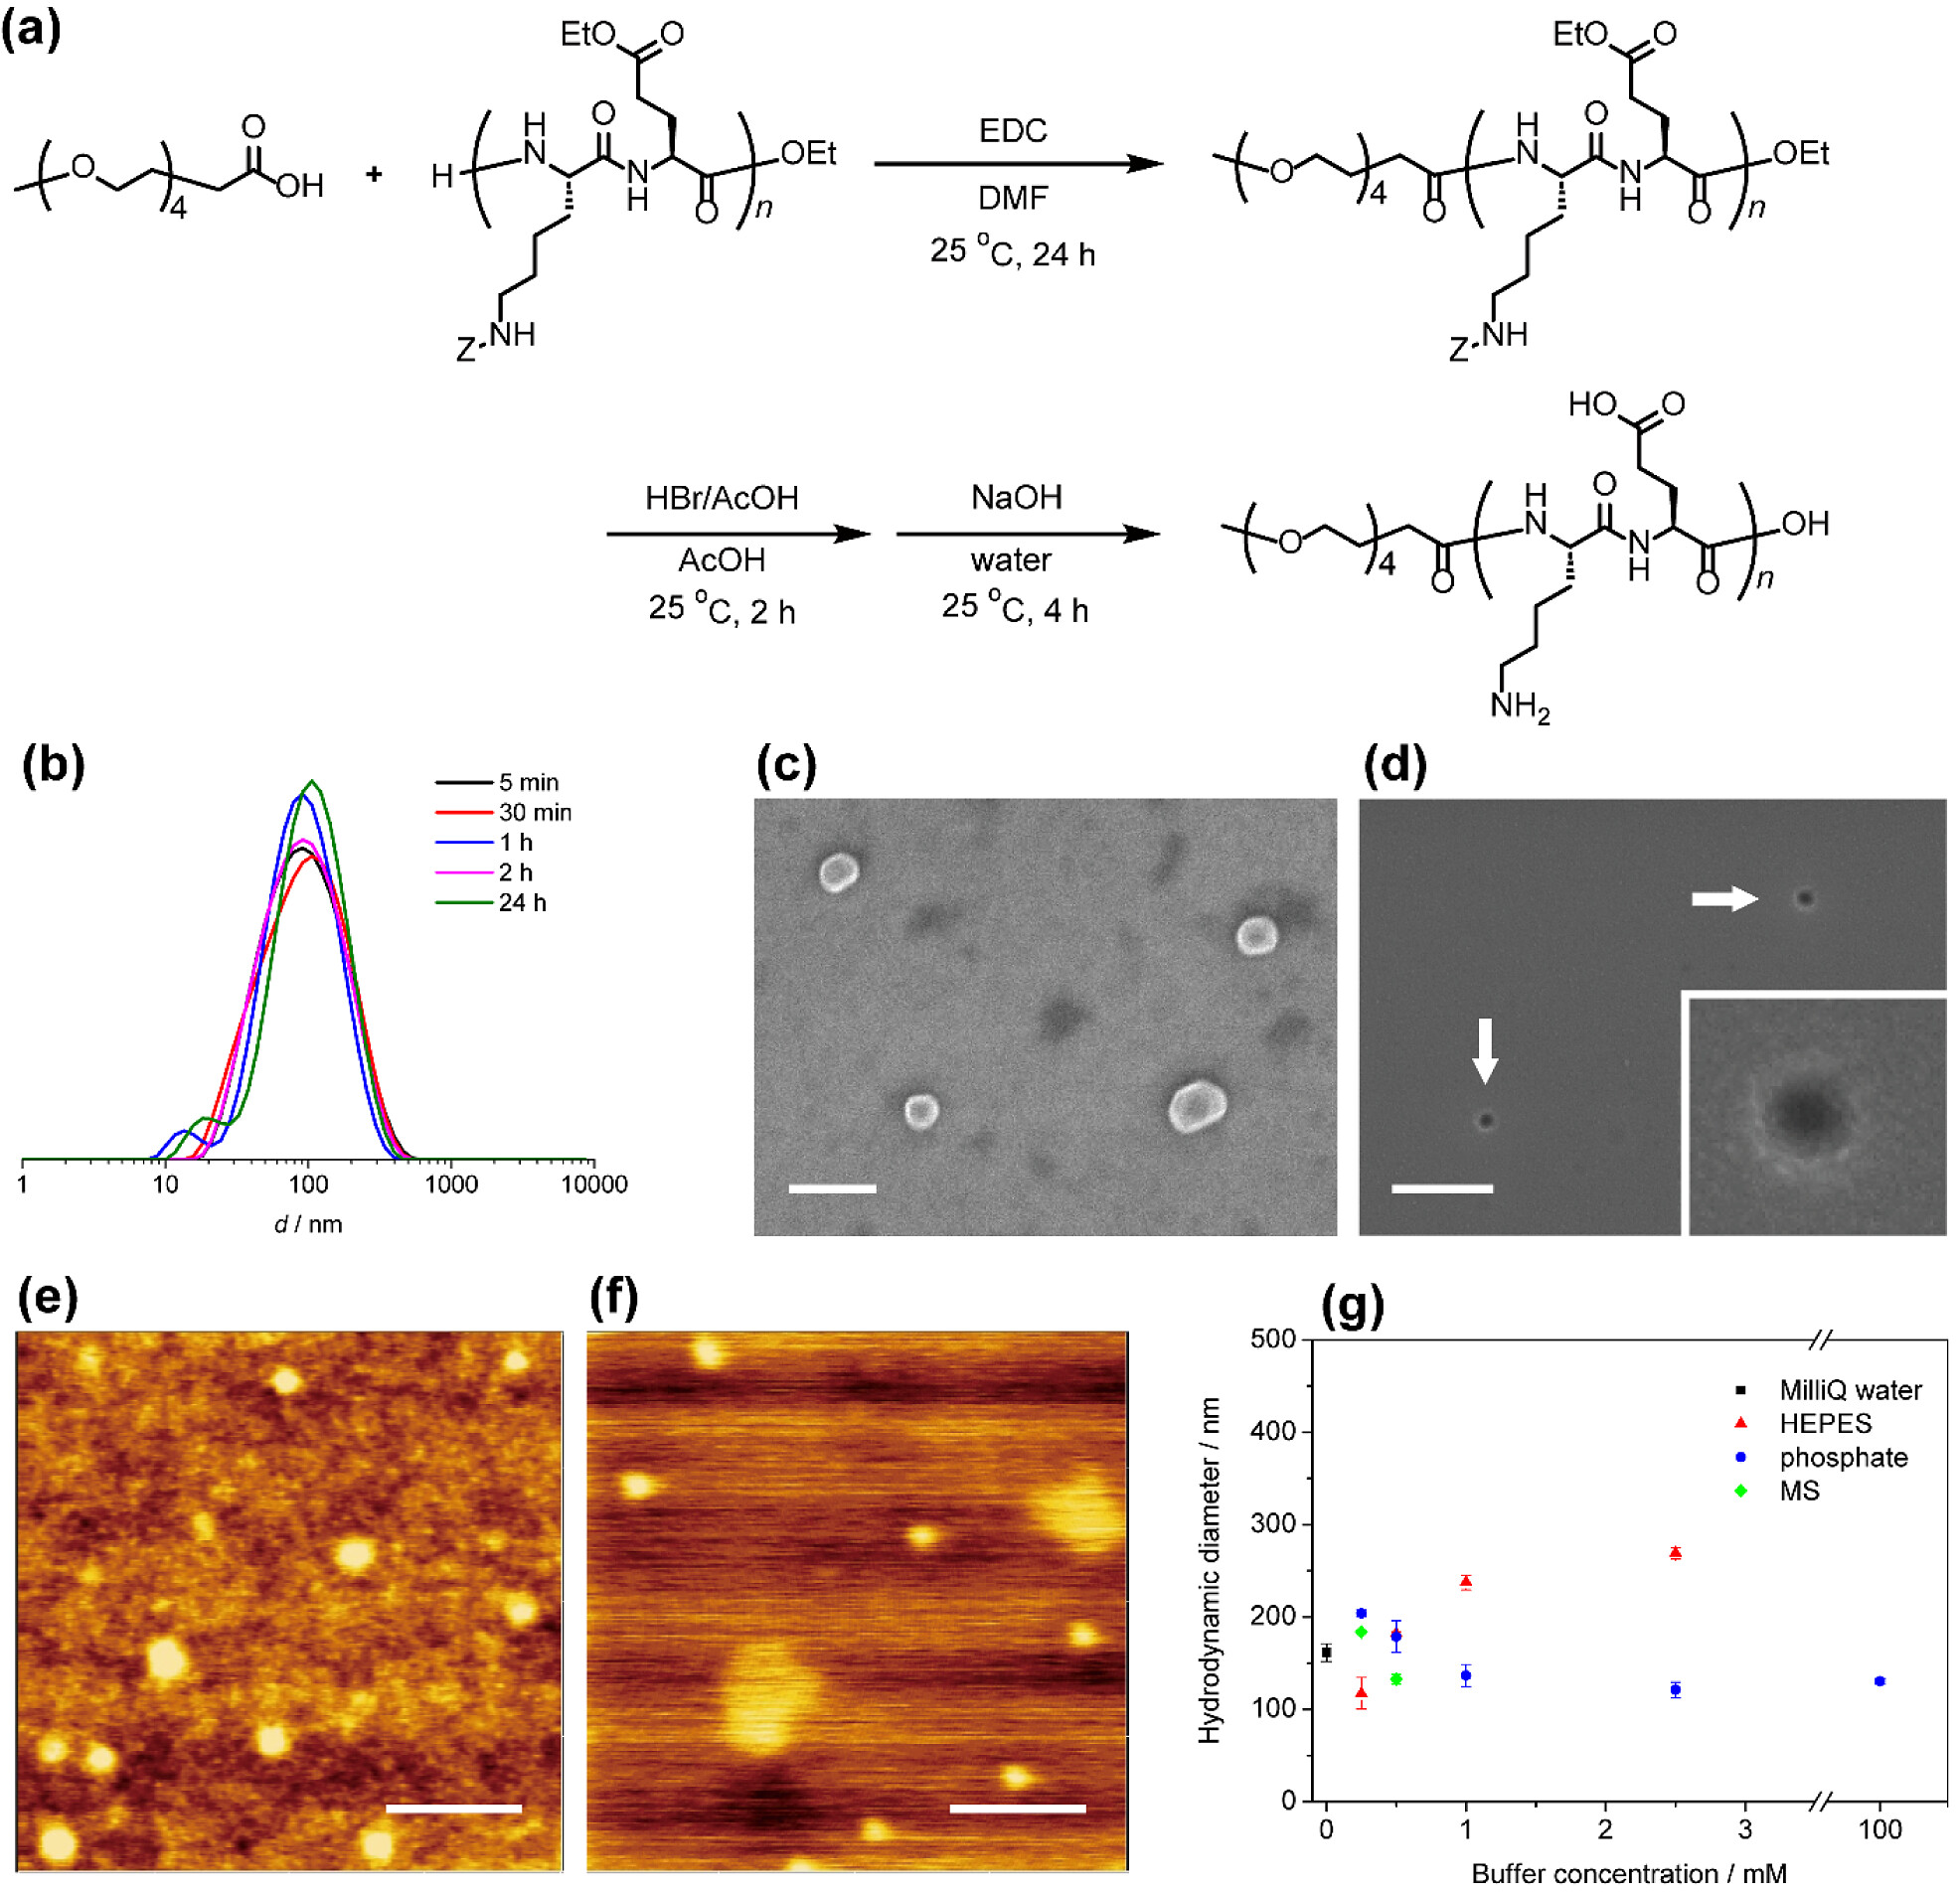 (a)
EtO O
O OH
O 4
+
H
H
N
O
N
H
O
OEt
n
Z NH
EDC
DMF
25 °C, 24 h
EtO O
O 4
O
H
N
O
N
H
O
OEt
n
Z NH
HBr/AcOH
AcOH
25 °C, 2 h
NaOH
water
25 °C, 4 h
HO O
O 4
O
H
N
O
N
H
O
OH
n
NH2
(b)
5 min
30 min
1 h
2 h
24 h
1 10 100 1000 10000
d / nm
(c)
(d)
(e)
(f)
(g)
500
400
300
200
100
0
Hydrodynamic diameter / nm
MilliQ water
HEPES
phosphate
MS
0 1 2 3 100
Buffer concentration / mM